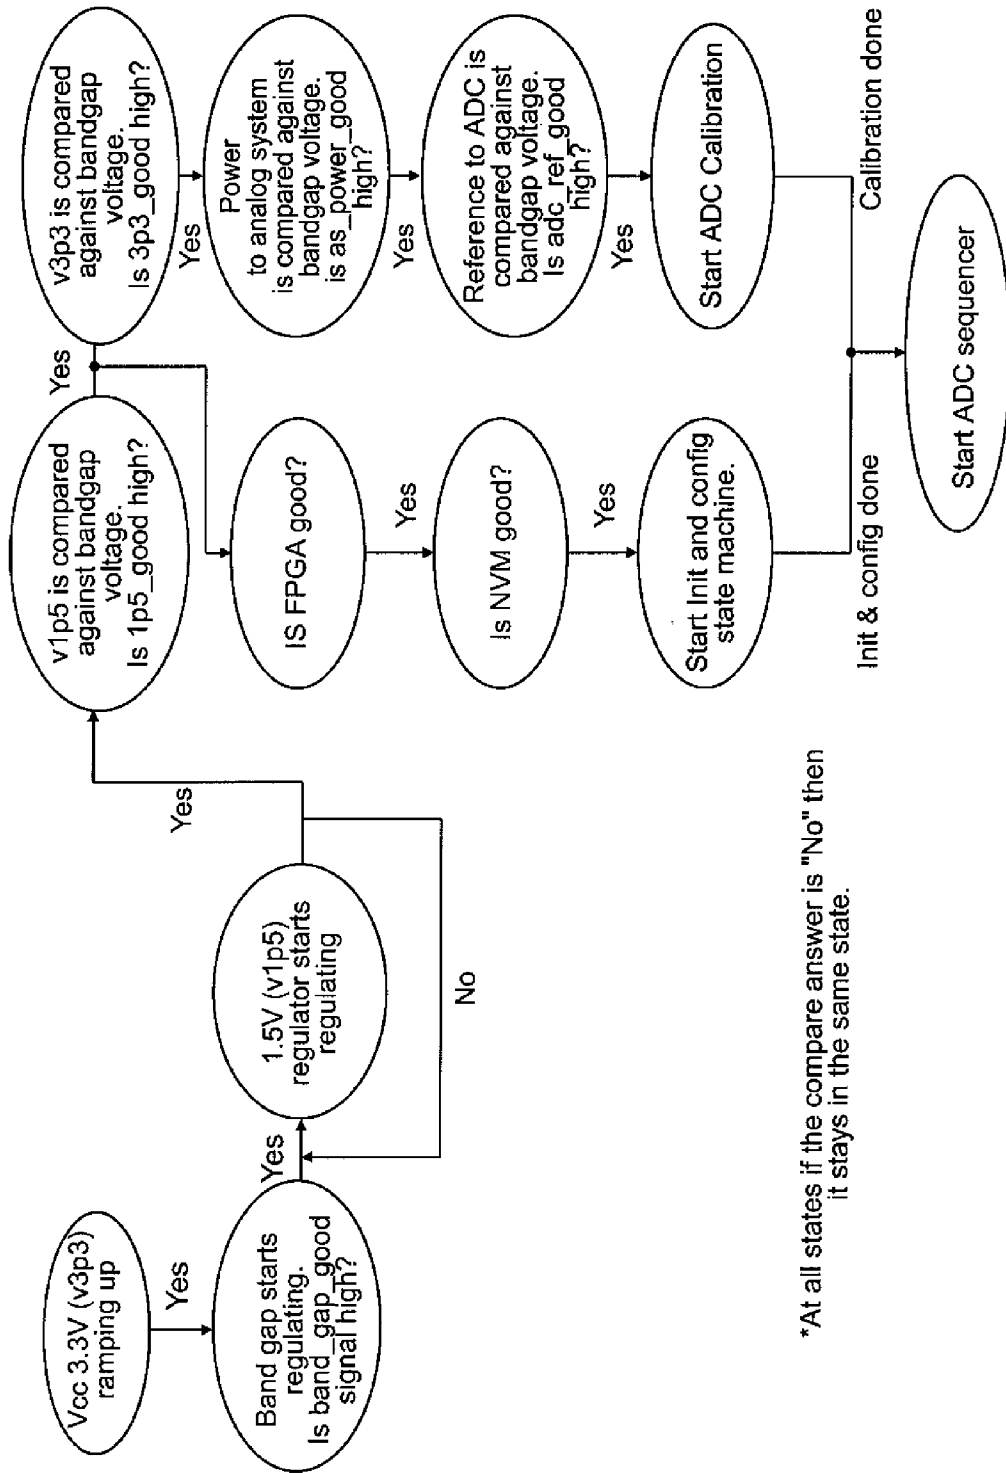 Vcc 3.3V (v3p3)
ramping up
Yes
Band gap starts
regulating.
Is band_gap_good
signal high?
Yes
1.5V (v1p5)
regulator starts
regulating
No
Yes
v1p5 is compared
against bandgap
voltage.
Is 1p5_good high?
Yes
v3p3 is compared
against bandgap
voltage.
Is 3p3_good high?
Yes
Power
to analog system
is compared against
bandgap voltage.
is as_power_good
high?
Yes
Reference to ADC is
compared against
bandgap voltage.
Is adc_ref_good
high?
Yes
Start ADC Calibration
Calibration done
IS FPGA good?
Yes
Is NVM good?
Yes
Start Init and config
state machine.
Init & config done
Start ADC sequencer
*At all states if the compare answer is "No" then
it stays in the same state.